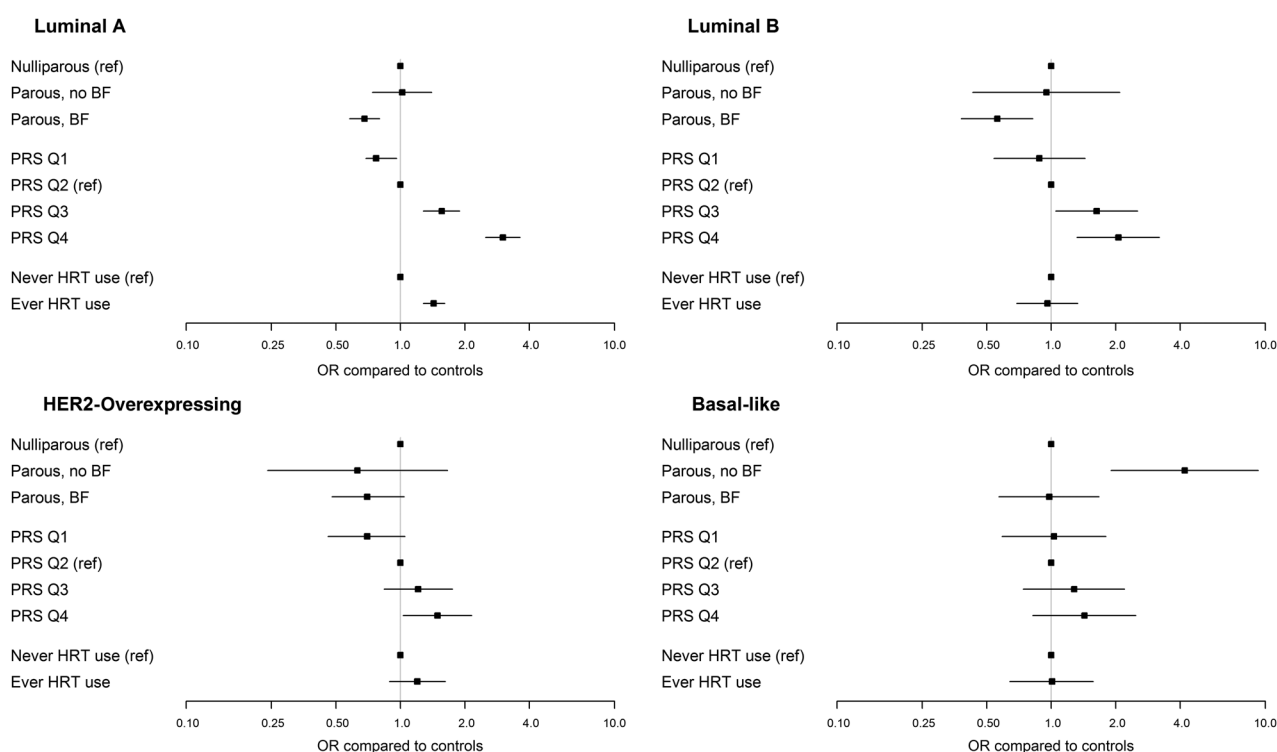 Luminal A
Nulliparous (ref)
Parous, no BF
Parous, BF
PRS Q1
PRS Q2 (ref)
PRS Q3
PRS Q4
Never HRT use (ref)
Ever HRT use
0.10 0.25 0.50 1.0 2.0 4.0 10.0
OR compared to controls
Luminal B
Nulliparous (ref)
Parous, no BF
Parous, BF
PRS Q1
PRS Q2 (ref)
PRS Q3
PRS Q4
Never HRT use (ref)
Ever HRT use
0.10 0.25 0.50 1.0 2.0 4.0 10.0
OR compared to controls
HER2-Overexpressing
Nulliparous (ref)
Parous, no BF
Parous, BF
PRS Q1
PRS Q2 (ref)
PRS Q3
PRS Q4
Never HRT use (ref)
Ever HRT use
0.10 0.25 0.50 1.0 2.0 4.0 10.0
OR compared to controls
Basal-like
Nulliparous (ref)
Parous, no BF
Parous, BF
PRS Q1
PRS Q2 (ref)
PRS Q3
PRS Q4
Never HRT use (ref)
Ever HRT use
0.10 0.25 0.50 1.0 2.0 4.0 10.0
OR compared to controls